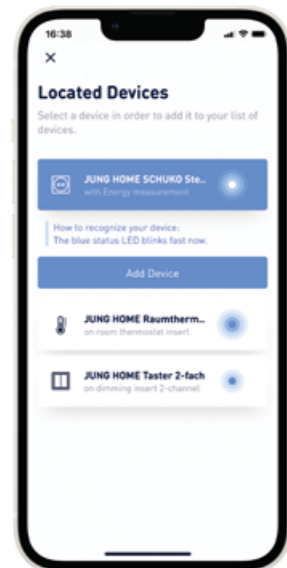 16:38
Located Devices
Select a device in order to add it to your list of
devices.
JUNG HOME SCHUKO Ste..
with Energy measurement
How to recognize your device:
The blue status LED blinks fast now.
Add Device
JUNG HOME Raumtherm..
on room thermostat insert
JUNG HOME Taster 2-fach
on dimming insert 2-channel